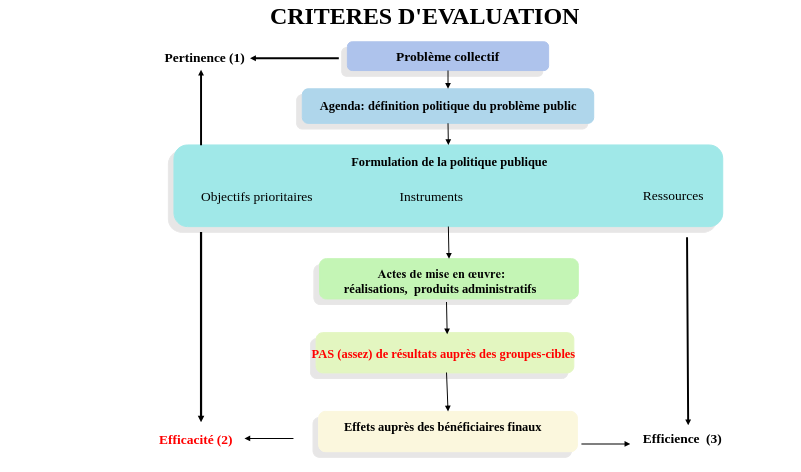 CRITERES D'EVALUATION
Pertinence (1)
Problème collectif
Agenda: définition politique du problème public
Formulation de la politique publique
Objectifs prioritaires
Instruments
Ressources
Actes de mise en œuvre:
réalisations,  produits administratifs
PAS (assez) de résultats auprès des groupes-cibles
Effets auprès des bénéficiaires finaux
Efficacité (2)
Efficience  (3)